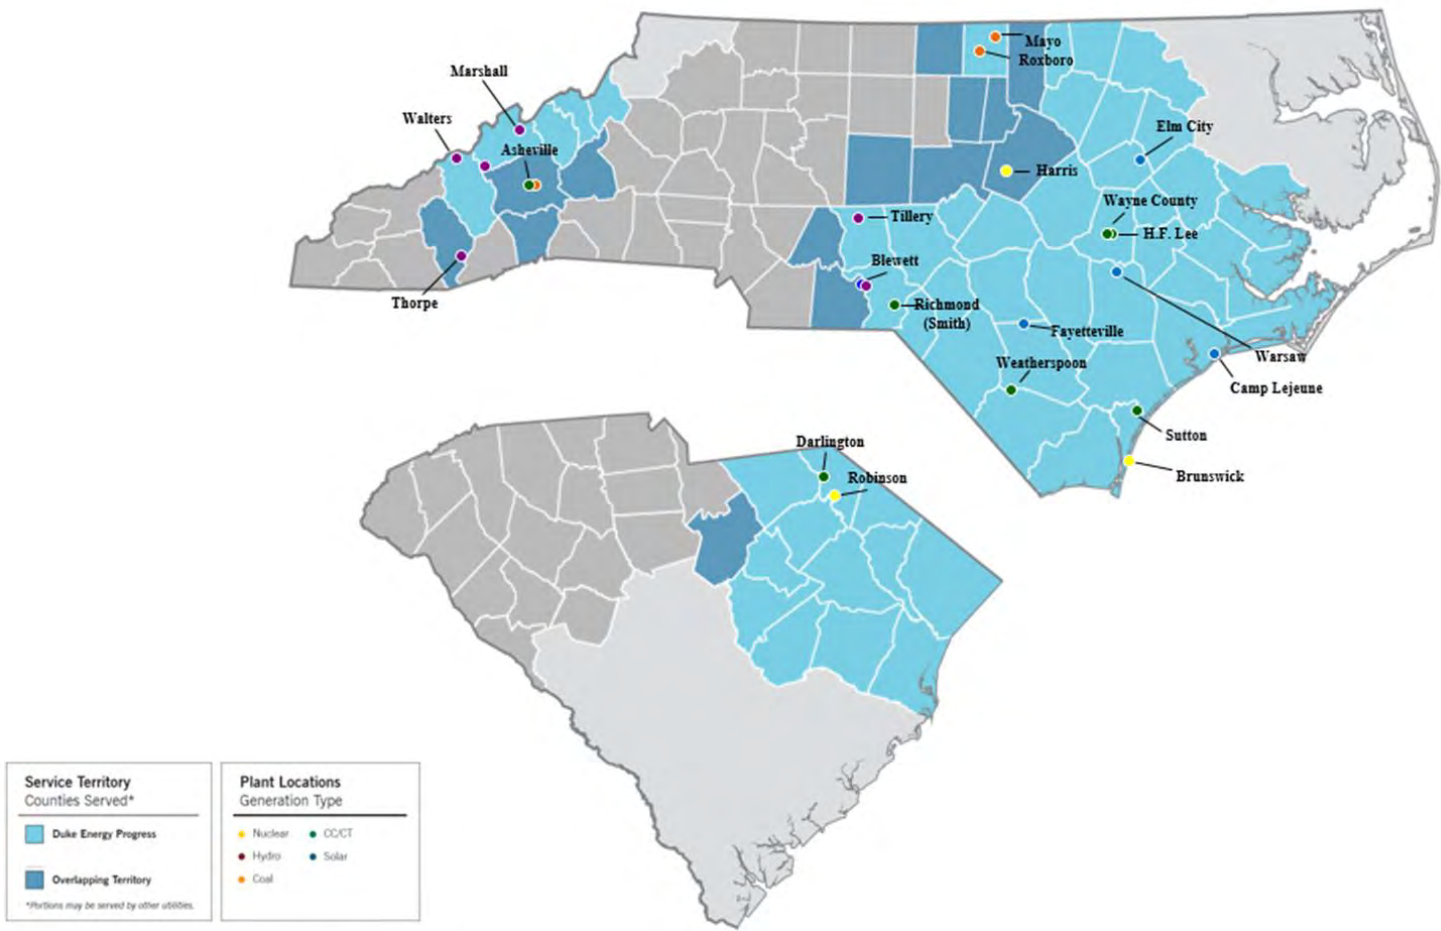 Mayo
Roxboro
Marshall
Walters
Elm City
Asheville
Harris
Wayne County
Tillery
H.F. Lee
Blewett
Thorpe
Richmond
(Smith)
Fayetteville
Warsaw
Weatherspoon
Camp Lejeune
Sutton
Darlington
Brunswick
Robinson
Service Territory
Counties Served*
Duke Energy Progress
Overlapping Territory
*Portions may be served by other utilities.
Plant Locations
Generation Type
Nuclear
CC/CT
Hydro
Solar
Coal